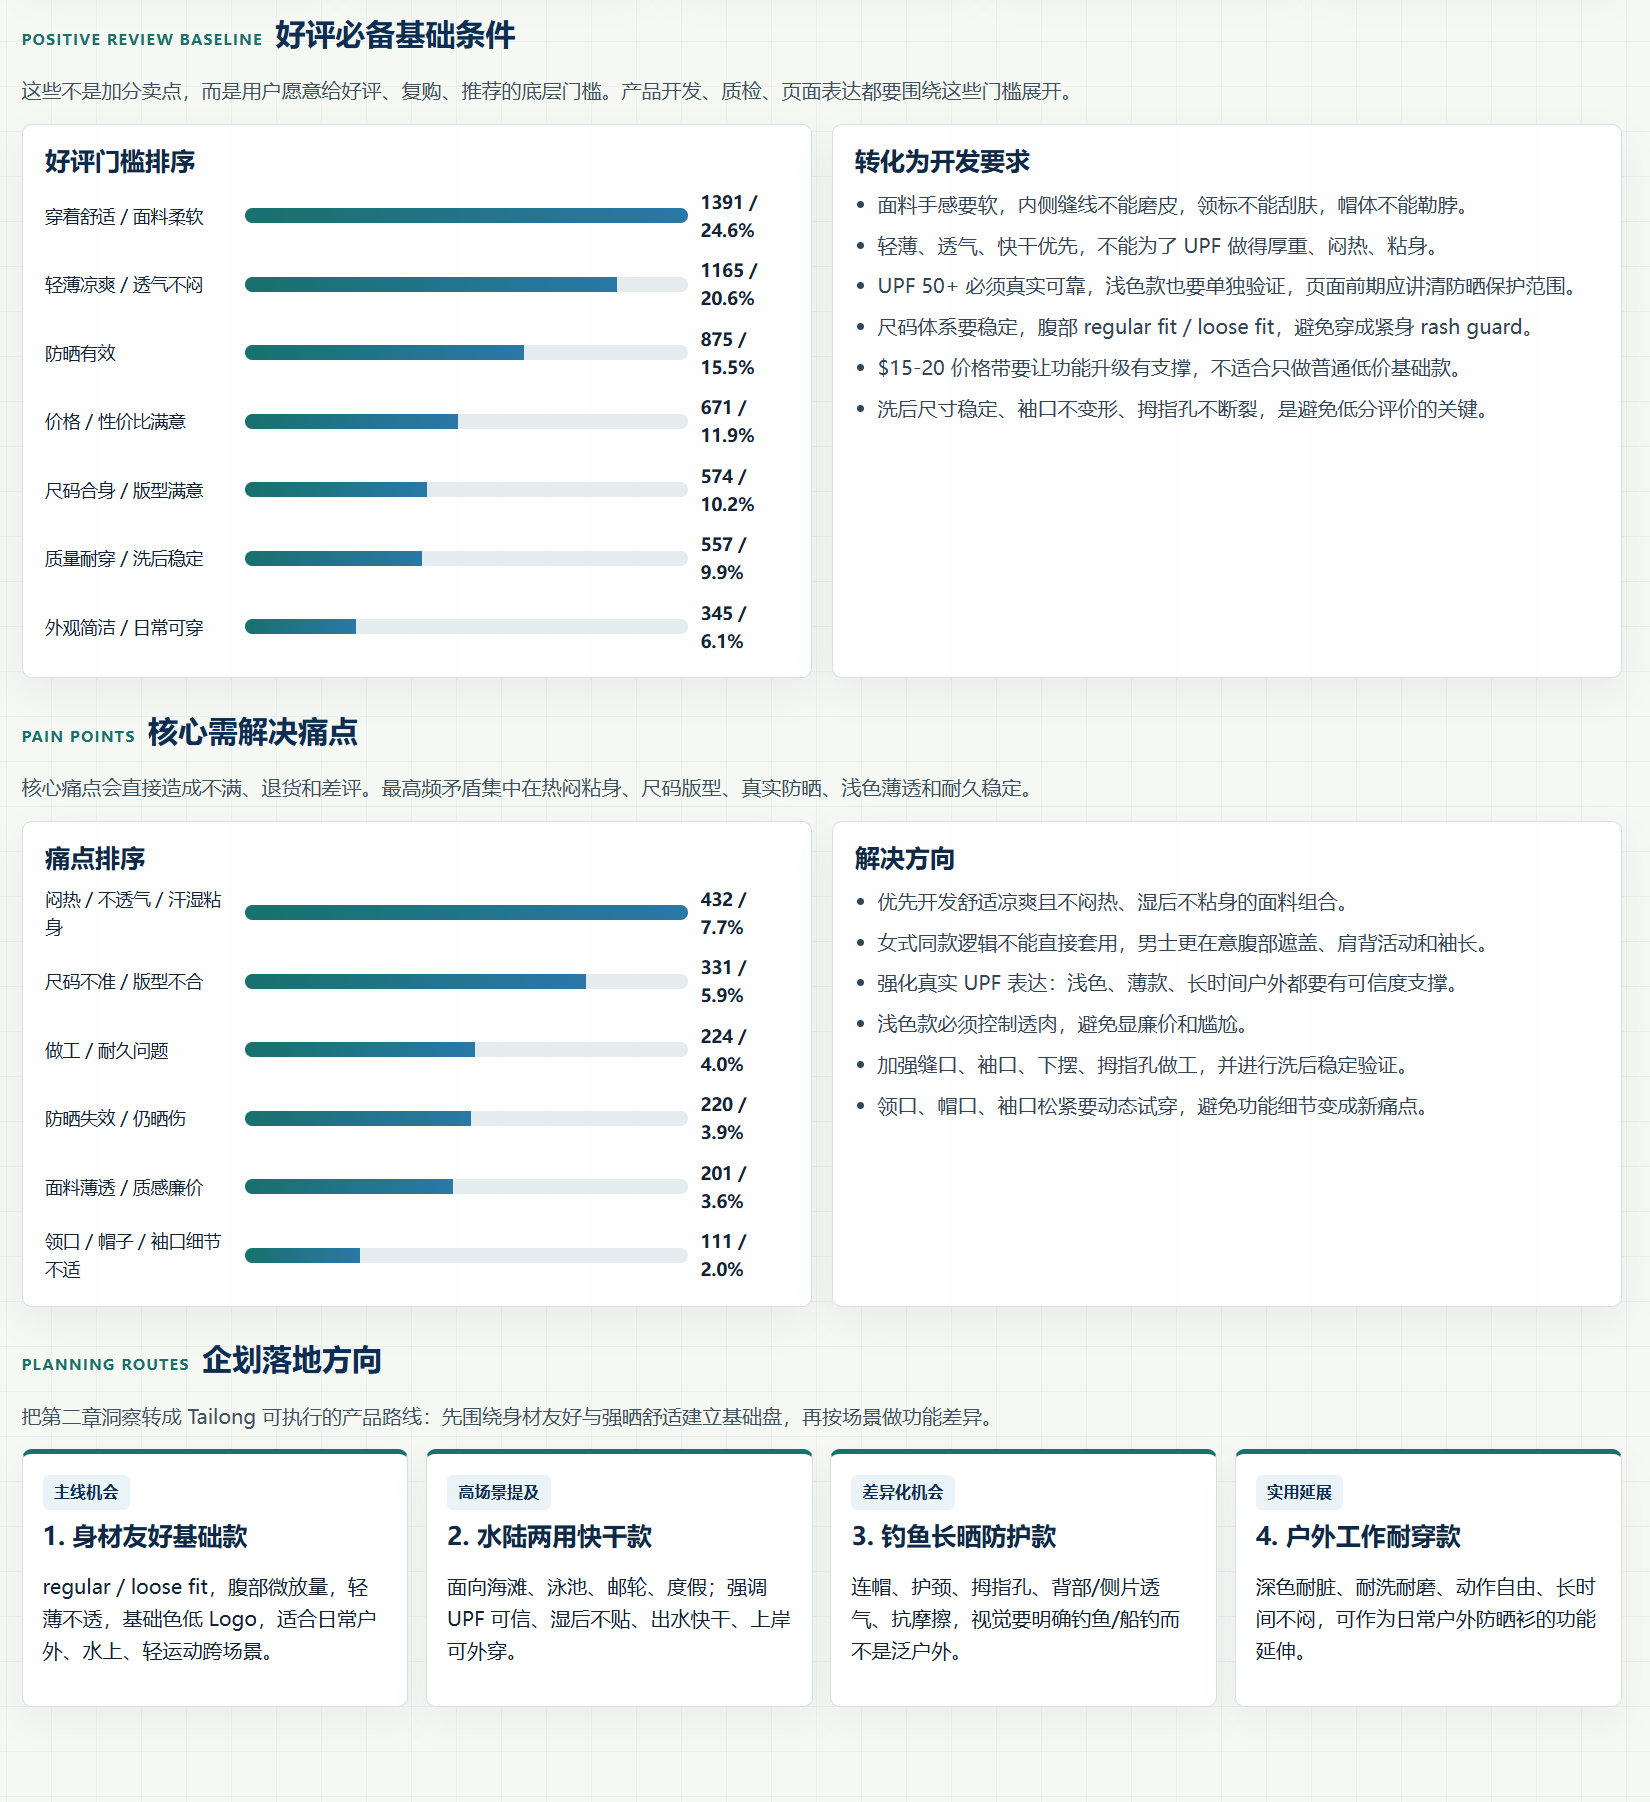 POSITIVE REVIEW BASELINE 好评必备基础条件
这些不是加分卖点，而是用户愿意给好评、复购、推荐的底层门槛。产品开发、质检、页面表达都要围绕这些门槛展开。
好评门槛排序
穿着舒适 / 面料柔软
1391 /
24.6%
轻薄凉爽 / 透气不闷
1165 /
20.6%
防晒有效
875 /
15.5%
价格 / 性价比满意
671 /
11.9%
尺码合身 / 版型满意
574 /
10.2%
质量耐穿 / 洗后稳定
557 /
9.9%
外观简洁 / 日常可穿
345 /
6.1%
转化为开发要求
• 面料手感要软，内侧缝线不能磨皮，领标不能刮肤，帽体不能勒脖。
• 轻薄、透气、快干优先，不能为了 UPF 做得厚重、闷热、粘身。
• UPF 50+ 必须真实可靠，浅色款也要单独验证，页面前期应讲清防晒保护范围。
• 尺码体系要稳定，腹部 regular fit / loose fit，避免穿成紧身 rash guard。
• $15-20 价格带要让功能升级有支撑，不适合只做普通低价基础款。
• 洗后尺寸稳定、袖口不变形、拇指孔不断裂，是避免低分评价的关键。
PAIN POINTS 核心需解决痛点
核心痛点会直接造成不满、退货和差评。最高频矛盾集中在热闷粘身、尺码版型、真实防晒、浅色薄透和耐久稳定。
痛点排序
闷热 / 不透气 / 汗湿粘
身
432 /
7.7%
尺码不准 / 版型不合
331 /
5.9%
做工 / 耐久问题
224 /
4.0%
防晒失效 / 仍晒伤
220 /
3.9%
面料薄透 / 质感廉价
201 /
3.6%
领口 / 帽子 / 袖口细节
不适
111 /
2.0%
解决方向
• 优先开发舒适凉爽且不闷热、湿后不粘身的面料组合。
• 女式同款逻辑不能直接套用，男士更在意腹部遮盖、肩背活动和袖长。
• 强化真实 UPF 表达：浅色、薄款、长时间户外都要有可信度支撑。
• 浅色款必须控制透肉，避免显廉价和尴尬。
• 加强缝口、袖口、下摆、拇指孔做工，并进行洗后稳定验证。
• 领口、帽口、袖口松紧要动态试穿，避免功能细节变成新痛点。
PLANNING ROUTES 企划落地方向
把第二章洞察转成 Tailong 可执行的产品路线：先围绕身材友好与强晒舒适建立基础盘，再按场景做功能差异。
主线机会
1. 身材友好基础款
regular / loose fit，腹部微放量，轻
薄不透，基础色低 Logo，适合日常户
外、水上、轻运动跨场景。
高场景提及
2. 水陆两用快干款
面向海滩、泳池、邮轮、度假；强调
UPF 可信、湿后不贴、出水快干、上岸
可外穿。
差异化机会
3. 钓鱼长晒防护款
连帽、护颈、拇指孔、背部/侧片透
气、抗摩擦，视觉要明确钓鱼/船钓而
不是泛户外。
实用延展
4. 户外工作耐穿款
深色耐脏、耐洗耐磨、动作自由、长时
间不闷，可作为日常户外防晒衫的功能
延伸。